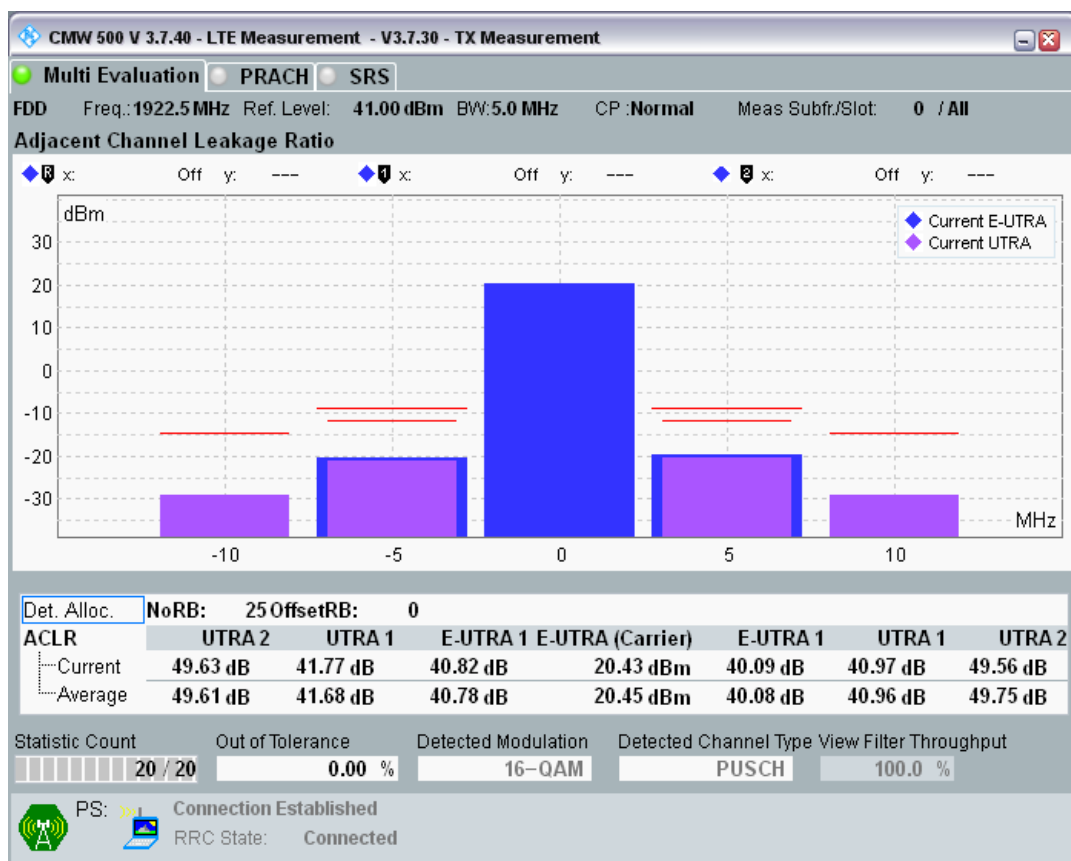 CMW 500 V 3.7.40 - LTE Measurement - V3.7.30 - TX Measurement
Multi Evaluation PRACH SRS
FDD Freq.: 1922.5 MHz Ref. Level: 41.00 dBm BW: 5.0 MHz CP : Normal Meas Subfr./Slot: 0 / All
Adjacent Channel Leakage Ratio
R x: Off y: --- 1 x: Off y: --- 2 x: Off y: ---
dBm
Current E-UTRA
Current UTRA
30
20
10
0
-10
-20
-30
MHz
-10 -5 0 5 10
Det. Alloc. NoRB: 25 OffsetRB: 0
ACLR UTRA 2 UTRA 1 E-UTRA 1 E-UTRA (Carrier) E-UTRA 1 UTRA 1 UTRA 2
Current 49.63 dB 41.77 dB 40.82 dB 20.43 dBm 40.09 dB 40.97 dB 49.56 dB
Average 49.61 dB 41.68 dB 40.78 dB 20.45 dBm 40.08 dB 40.96 dB 49.75 dB
Statistic Count Out of Tolerance Detected Modulation Detected Channel Type View Filter Throughput
20 / 20 0.00 % 16-QAM PUSCH 100.0 %
PS: Connection Established
RRC State: Connected